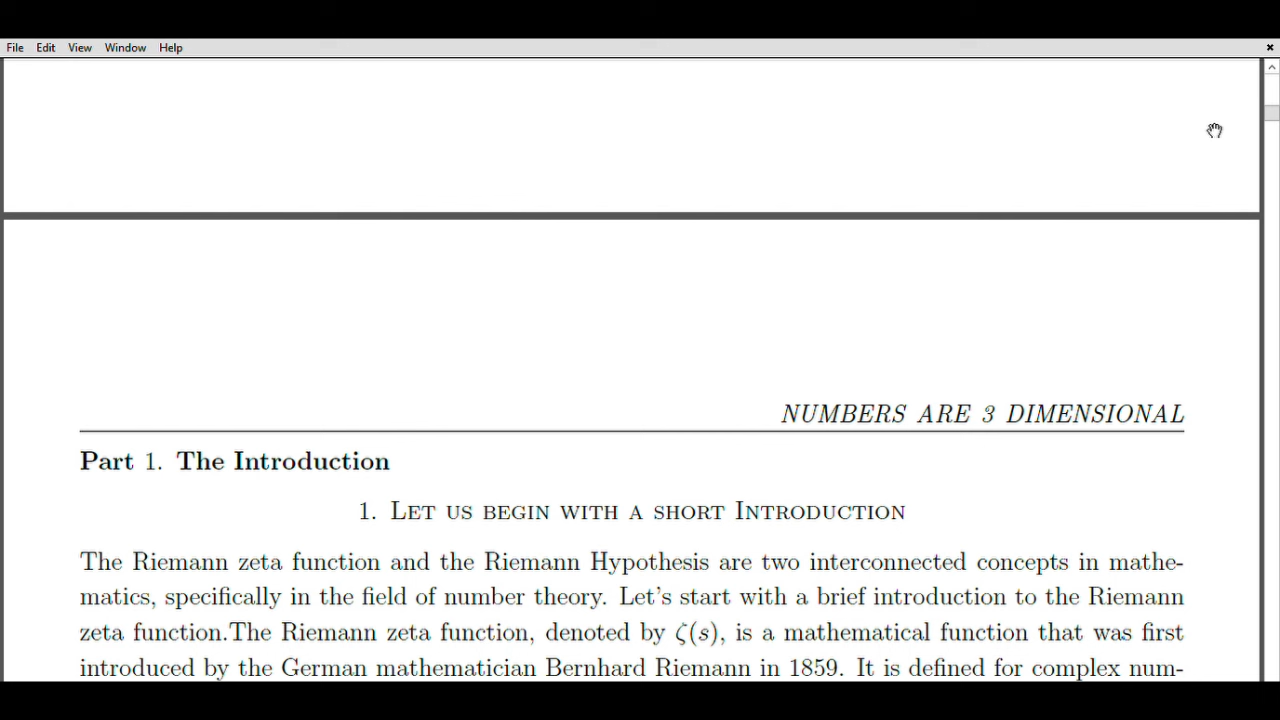 File Edit View Window Help
NUMBERS ARE 3 DIMENSIONAL
Part 1. The Introduction
1. Let us begin with a short Introduction
The Riemann zeta function and the Riemann Hypothesis are two interconnected concepts in mathe-
matics, specifically in the field of number theory. Let's start with a brief introduction to the Riemann
zeta function.The Riemann zeta function, denoted by ζ(s), is a mathematical function that was first
introduced by the German mathematician Bernhard Riemann in 1859. It is defined for complex num-